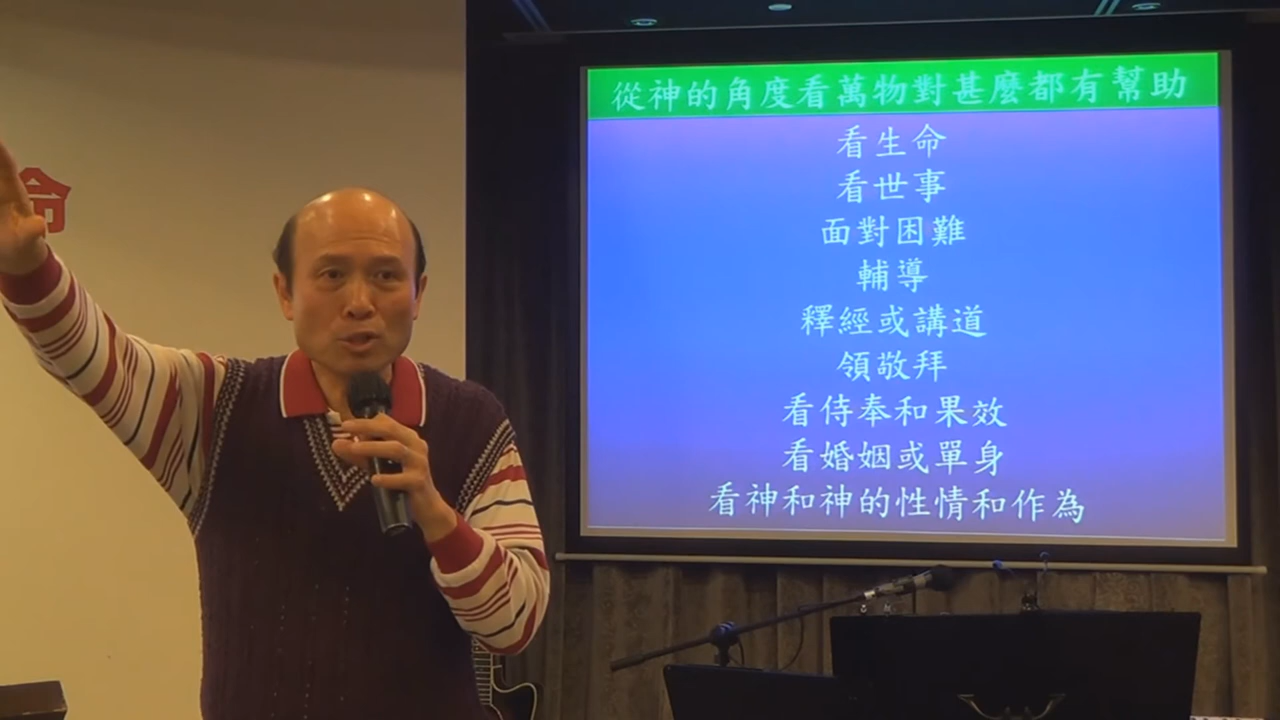 命
從神的角度看萬物對甚麼都有幫助
看生命
看世事
面對困難
輔導
釋經或講道
領敬拜
看侍奉和果效
看婚姻或單身
看神和神的性情和作為